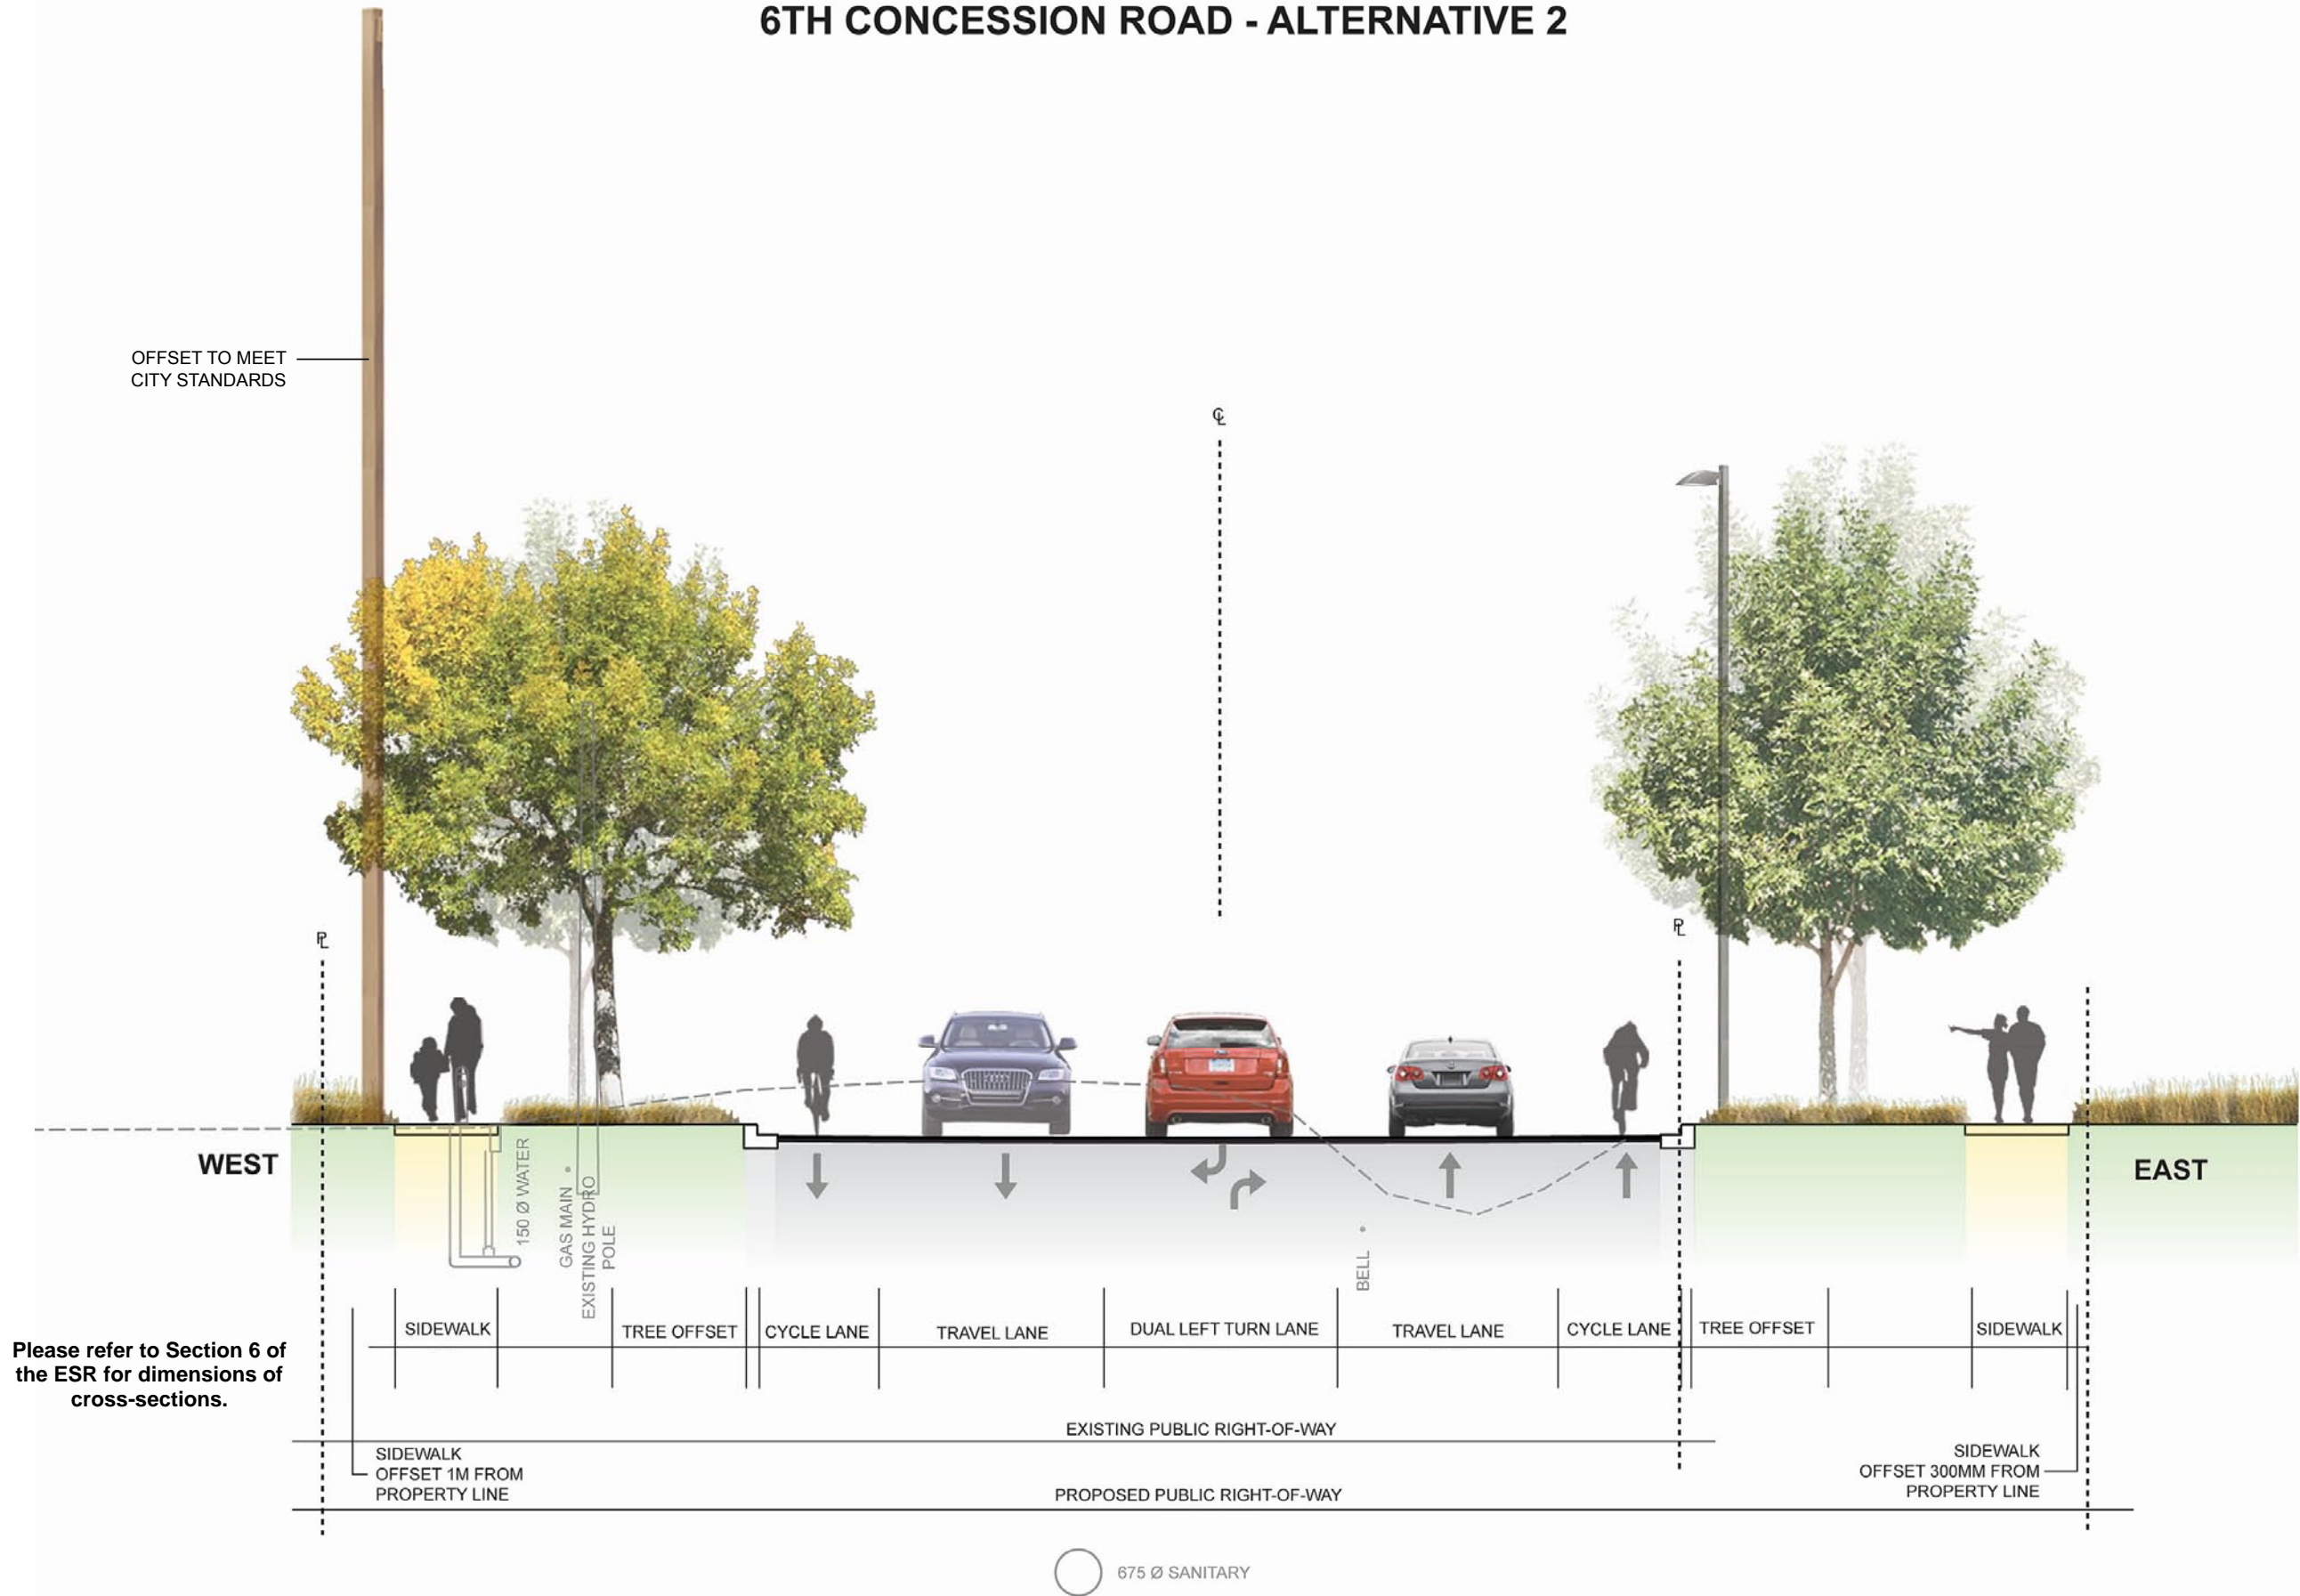 6TH CONCESSION ROAD - ALTERNATIVE 2
OFFSET TO MEET
CITY STANDARDS
℄
PL
PL
WEST
EAST
150 Ø WATER
GAS MAIN
EXISTING HYDRO
POLE
BELL
SIDEWALK
TREE OFFSET
CYCLE LANE
TRAVEL LANE
DUAL LEFT TURN LANE
TRAVEL LANE
CYCLE LANE
TREE OFFSET
SIDEWALK
Please refer to Section 6 of
the ESR for dimensions of
cross-sections.
EXISTING PUBLIC RIGHT-OF-WAY
SIDEWALK
OFFSET 1M FROM
PROPERTY LINE
SIDEWALK
OFFSET 300MM FROM
PROPERTY LINE
PROPOSED PUBLIC RIGHT-OF-WAY
675 Ø SANITARY